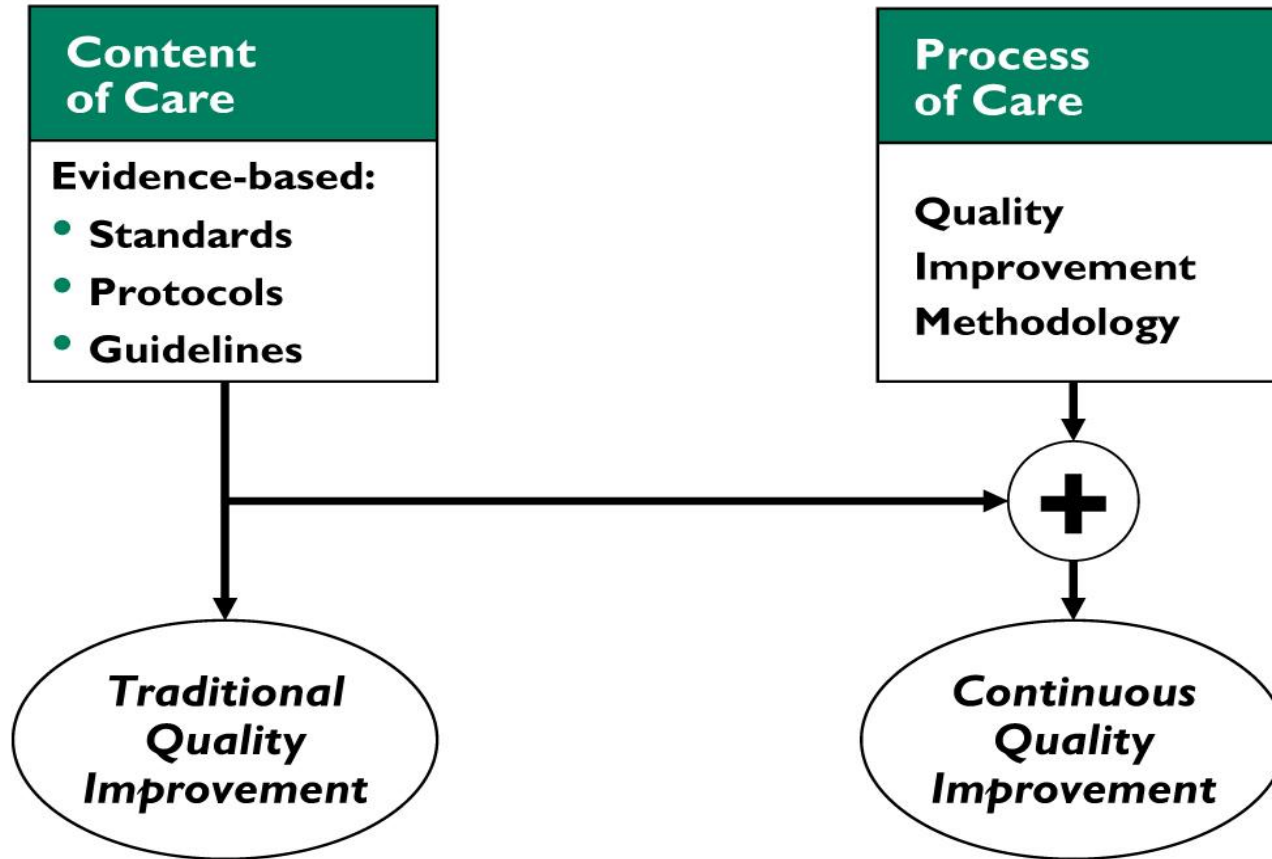 Content
of Care
Evidence-based:
• Standards
• Protocols
• Guidelines
Process
of Care
Quality
Improvement
Methodology
+
Traditional
Quality
Improvement
Continuous
Quality
Improvement